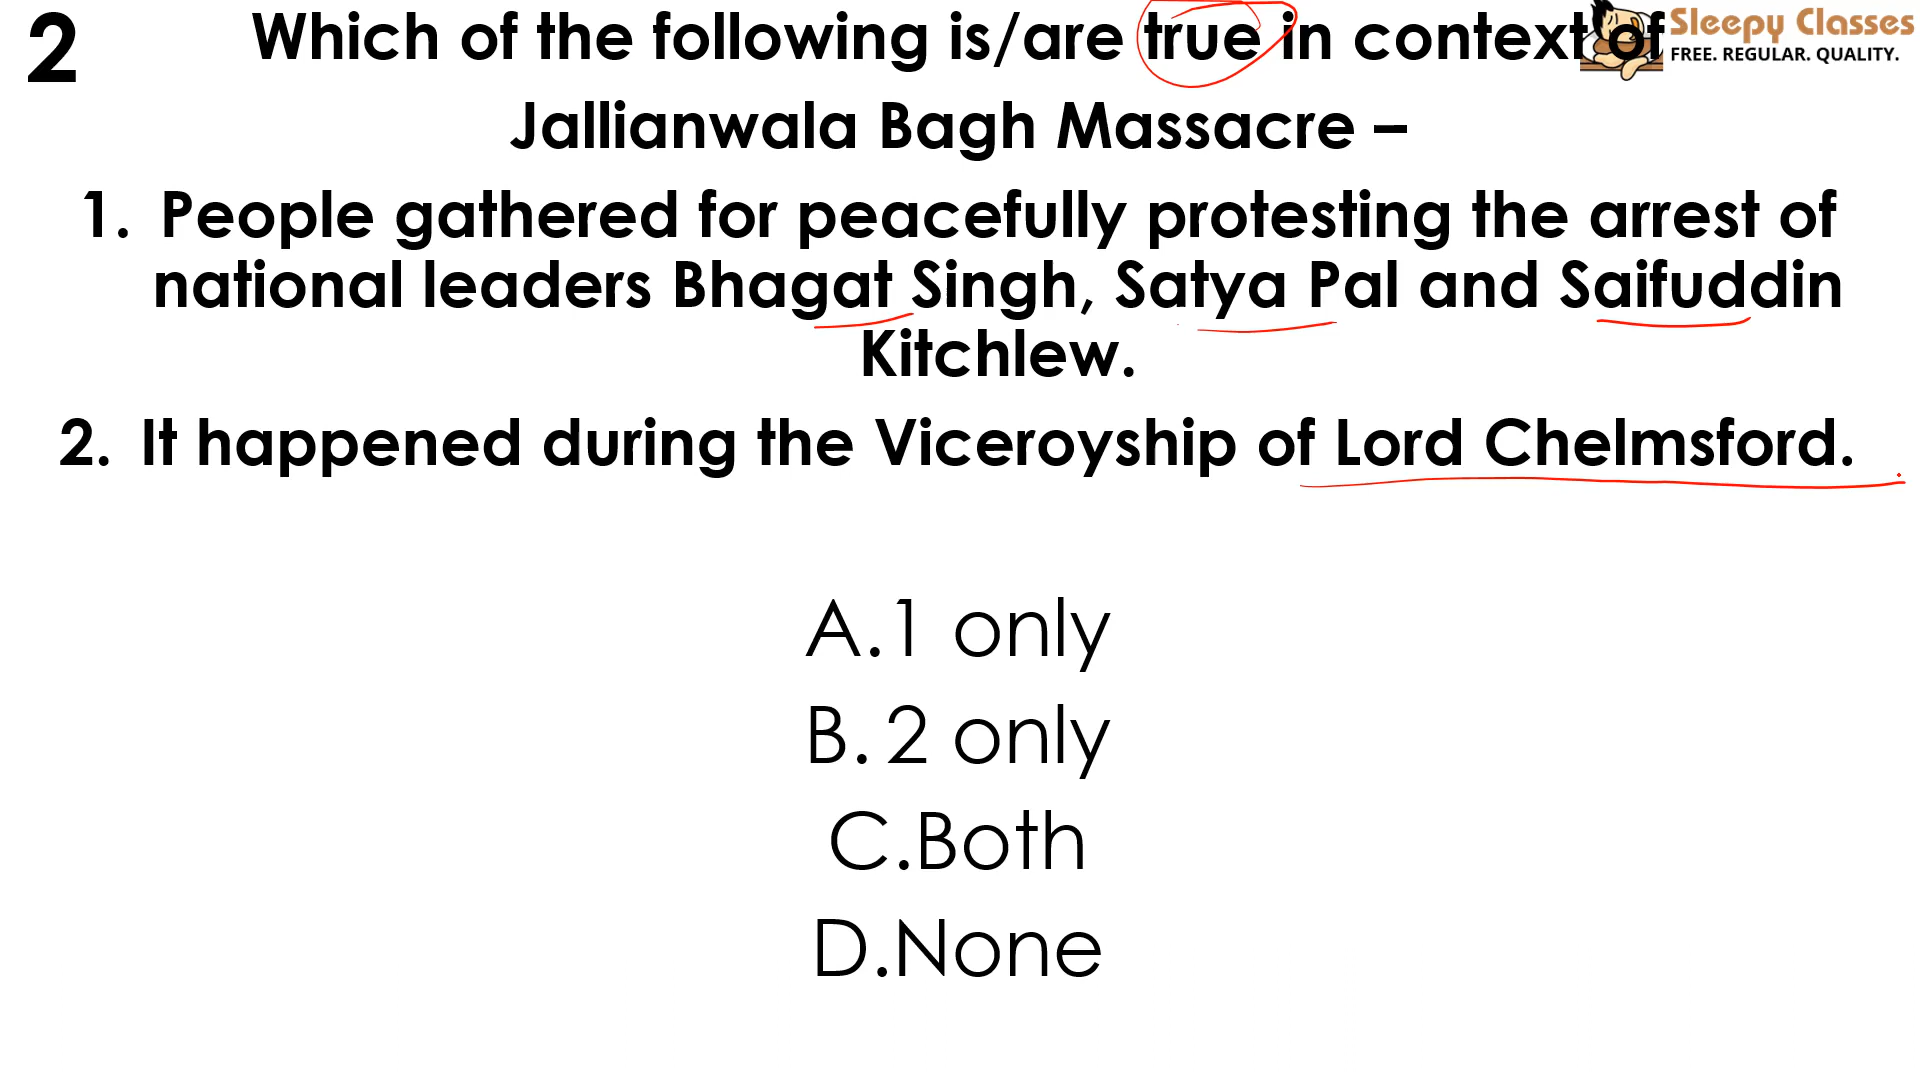 2
Which of the following is/are true in context of
Sleepy Classes
FREE. REGULAR. QUALITY.
Jallianwala Bagh Massacre –
1. People gathered for peacefully protesting the arrest of
national leaders Bhagat Singh, Satya Pal and Saifuddin
Kitchlew.
2. It happened during the Viceroyship of Lord Chelmsford.
A.1 only
B. 2 only
C.Both
D.None